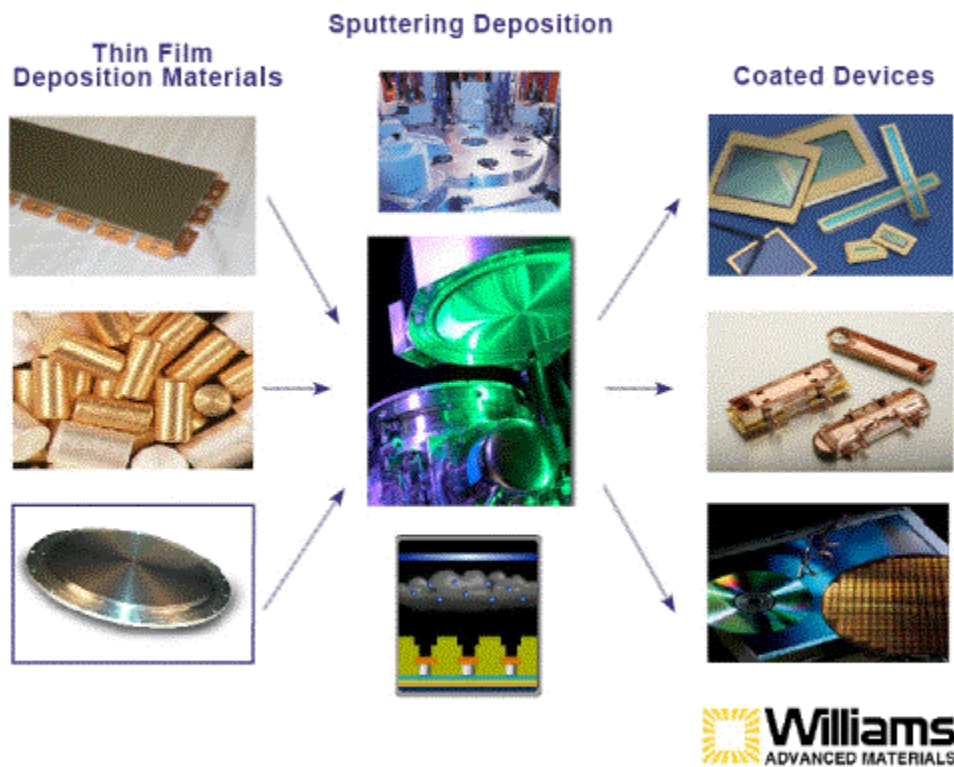 Sputtering Deposition
Thin Film
Deposition Materials
Coated Devices
Williams
ADVANCED MATERIALS